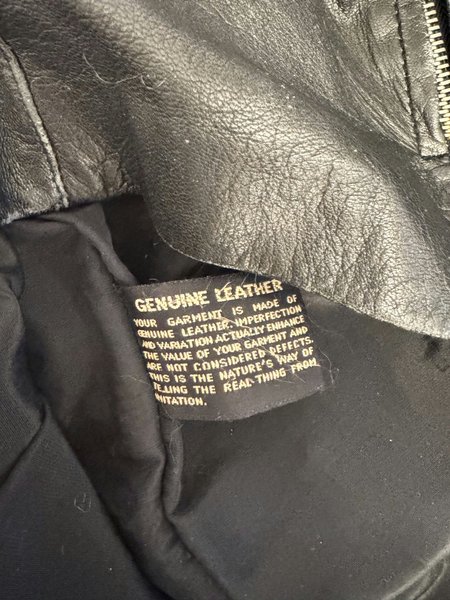 GENUINE LEATHER
YOUR GARMENT IS MADE OF
GENUINE LEATHER. IMPERFECTION
AND VARIATION ACTUALLY ENHANCE
THE VALUE OF YOUR GARMENT AND
ARE NOT CONSIDERED DEFECTS.
THIS IS THE NATURE'S WAY OF
TELLING THE REAL THING FROM
IMITATION.